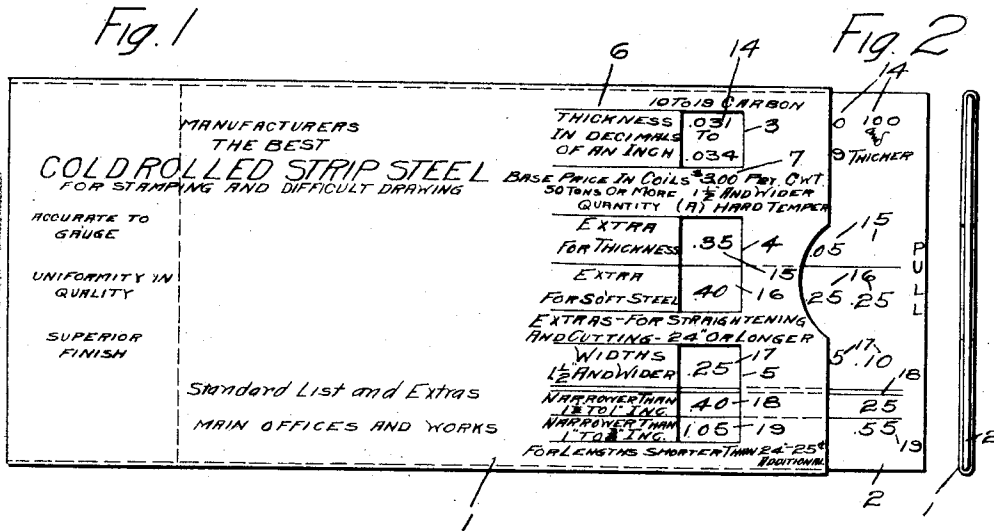 Fig. 1
Fig. 2
6
14
14
10 TO 19 CARBON
THICKNESS
IN DECIMALS
OF AN INCH
.031
TO
.034
3
0
100
9
THICKER
MANUFACTURERS
THE BEST
COLD ROLLED STRIP STEEL
FOR STAMPING AND DIFFICULT DRAWING
7
BASE PRICE IN COILS $3.00 PER. CWT.
50 TONS OR MORE 1½" AND WIDER
QUANTITY (A) HARD TEMPER
ACCURATE TO
GAUGE
EXTRA
FOR THICKNESS
.35
4
15
15
.05
UNIFORMITY IN
QUALITY
EXTRA
FOR SOFT STEEL
.40
16
16
.25 .25
PULL
EXTRAS-FOR STRAIGHTENING
AND CUTTING-24" OR LONGER
SUPERIOR
FINISH
WIDTHS
1½" AND WIDER
.25
17
5
5
17
.10
Standard List and Extras
NARROWER THAN
1½" TO 1" INC.
.40
18
18
25
MAIN OFFICES AND WORKS
NARROWER THAN
1" TO INC.
1.05
19
.55
19
FOR LENGTHS SHORTER THAN 24"-25¢
ADDITIONAL
1
2
1
2